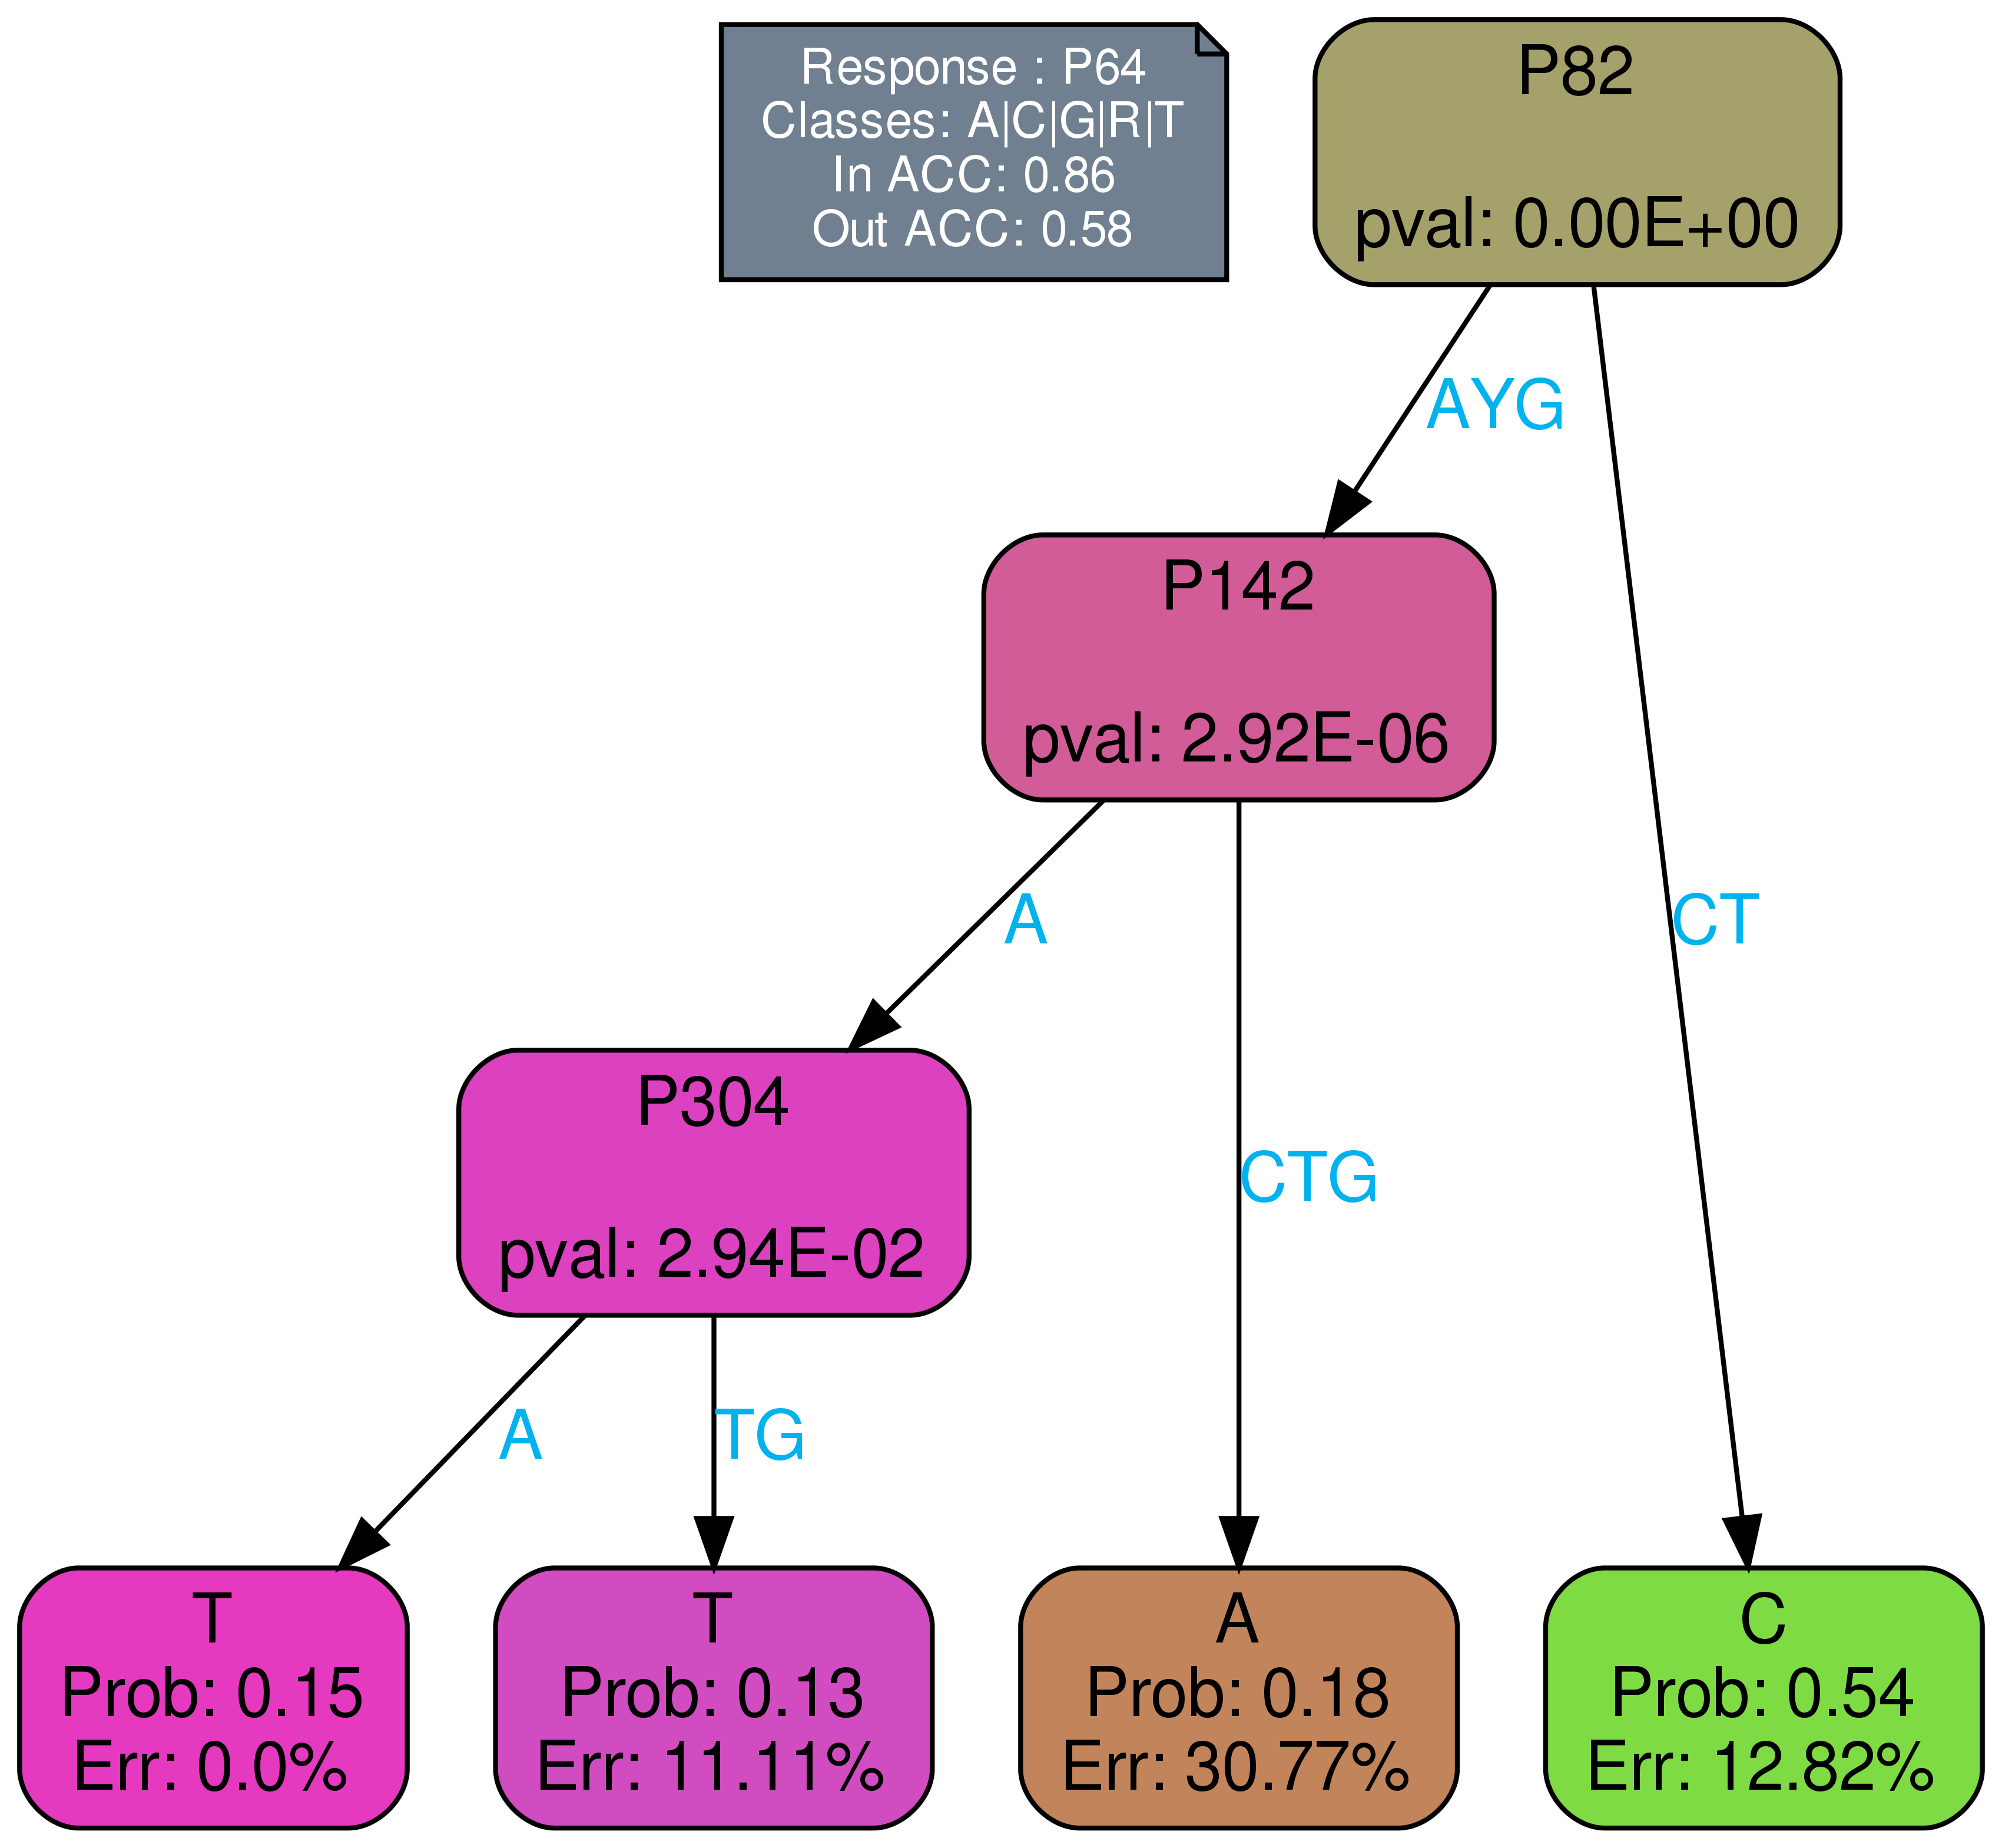 Response : P64
Classes: A|C|G|R|T
In ACC: 0.86
Out ACC: 0.58
P82
pval: 0.00E+00
AYG
CT
P142
pval: 2.92E-06
A
CTG
P304
pval: 2.94E-02
A
TG
T
Prob: 0.15
Err: 0.0%
T
Prob: 0.13
Err: 11.11%
A
Prob: 0.18
Err: 30.77%
C
Prob: 0.54
Err: 12.82%